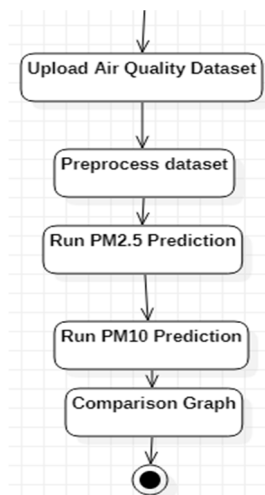 Upload Air Quality Dataset
Preprocess dataset
Run PM2.5 Prediction
Run PM10 Prediction
Comparison Graph